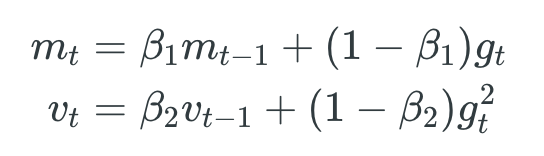 m_t = β_1 m_{t−1} + (1 − β_1) g_t
v_t = β_2 v_{t−1} + (1 − β_2) g_t^2